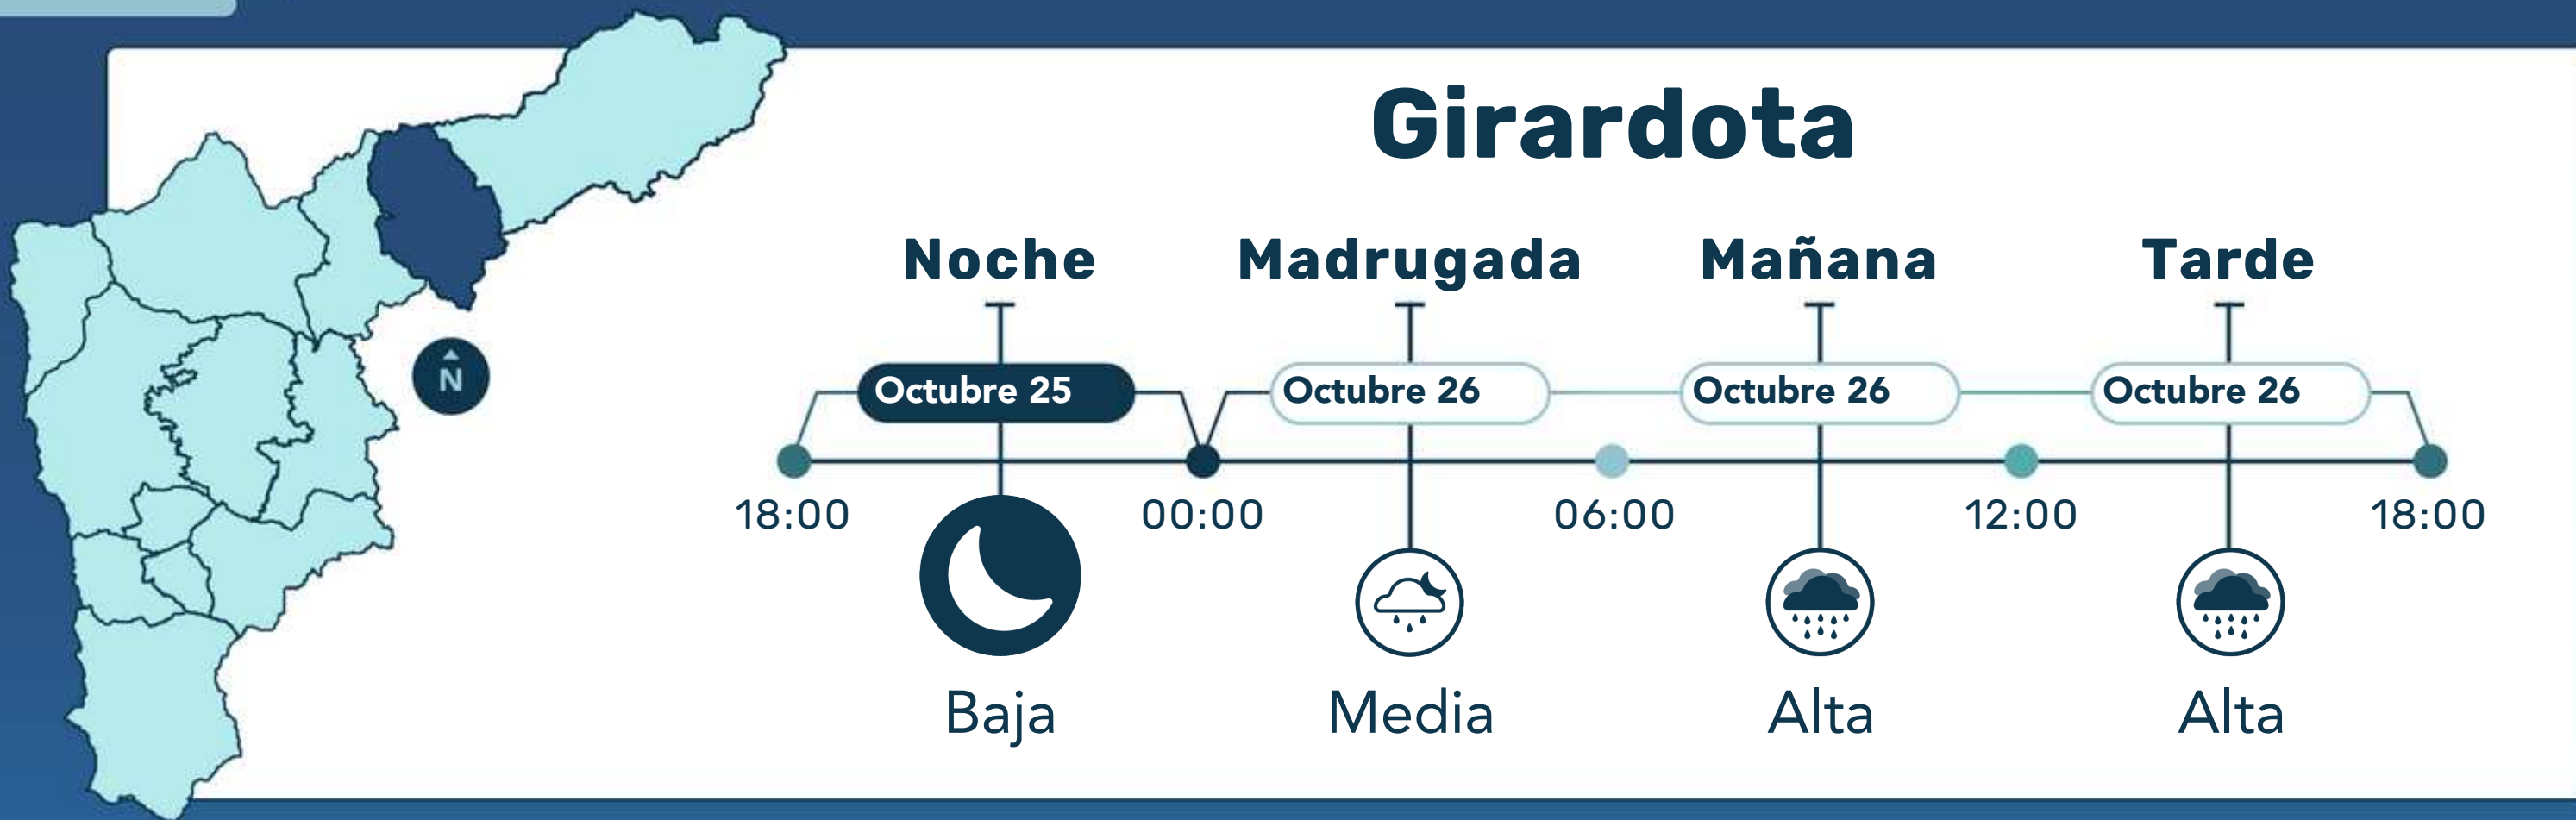 Girardota
Noche Madrugada Mañana Tarde
Octubre 25 Octubre 26 Octubre 26 Octubre 26
N
18:00 00:00 06:00 12:00 18:00
Baja Media Alta Alta